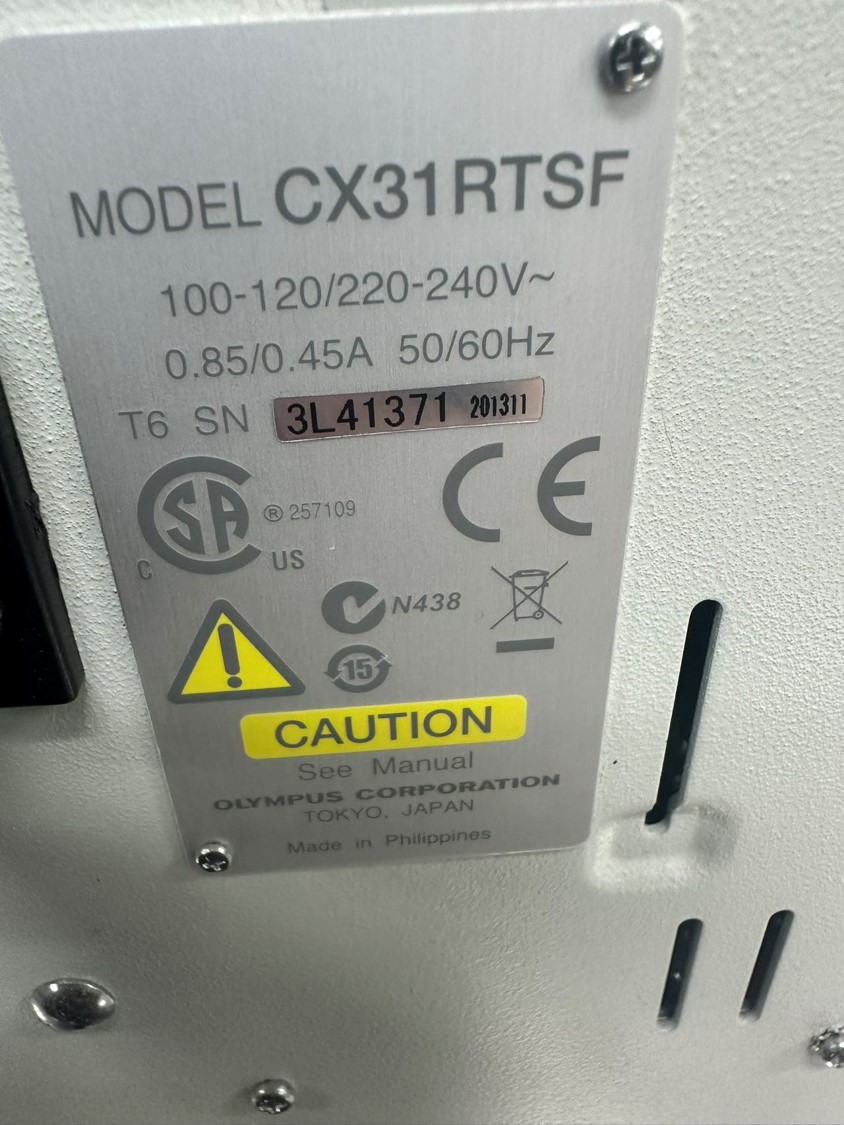 MODEL CX31RTSF
100-120/220-240V~
0.85/0.45A 50/60Hz
T6 SN 3L41371 201311
CSA ® 257109
C US
CE
N438
15
CAUTION
See Manual
OLYMPUS CORPORATION
TOKYO, JAPAN
Made in Philippines